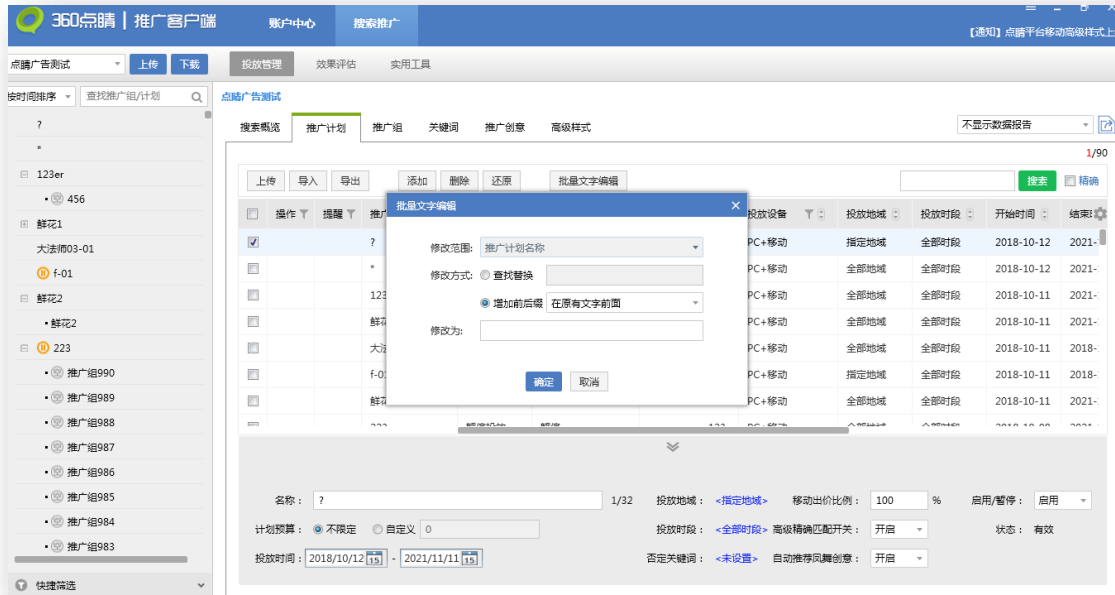 360点睛 | 推广客户端
账户中心
搜索推广
【通知】点睛平台移动高级样式上
点睛广告测试
上传
下载
投放管理
效果评估
实用工具
按时间排序
查找推广组/计划
点睛广告测试
?
*
123er
456
鲜花1
大法师03-01
f-01
鲜花2
鲜花2
223
推广组990
推广组989
推广组988
推广组987
推广组986
推广组985
推广组984
推广组983
快捷筛选
搜索概览
推广计划
推广组
关键词
推广创意
高级样式
不显示数据报告
1/90
上传
导入
导出
添加
删除
还原
批量文字编辑
搜索
精确
操作
提醒
推广
投放设备
投放地域
投放时段
开始时间
结束
? PC+移动 指定地域 全部时段 2018-10-12 2021-
* PC+移动 全部地域 全部时段 2018-10-12 2021-
123 PC+移动 全部地域 全部时段 2018-10-11 2021-
鲜花 PC+移动 全部地域 全部时段 2018-10-11 2021-
大法 PC+移动 全部地域 全部时段 2018-10-11 2018-
f-01 PC+移动 指定地域 全部时段 2018-10-11 2018-
鲜花 PC+移动 全部地域 全部时段 2018-10-11 2021-
批量文字编辑
修改范围: 推广计划名称
修改方式: 查找替换
增加前后缀 在原有文字前面
修改为:
确定
取消
名称： ? 1/32
投放地域： <指定地域>
移动出价比例： 100 %
启用/暂停： 启用
计划预算： 不限定 自定义 0
投放时段： <全部时段>
高级精确匹配开关： 开启
状态： 有效
投放时间： 2018/10/12 15 - 2021/11/11 15
否定关键词： <未设置>
自动推荐凤舞创意： 开启